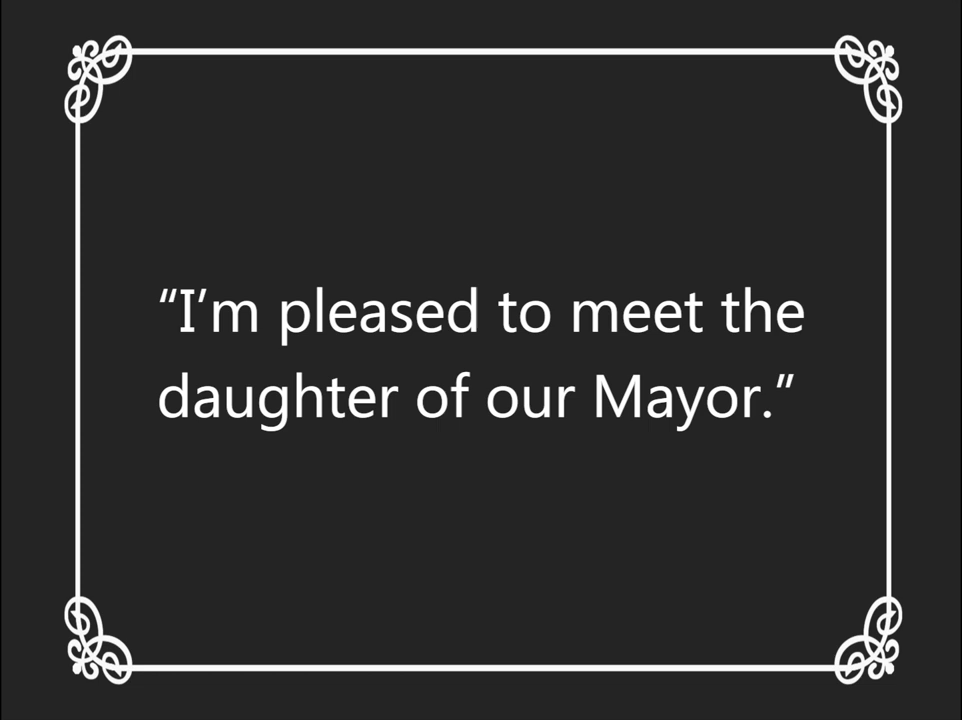 “I’m pleased to meet the
daughter of our Mayor.”